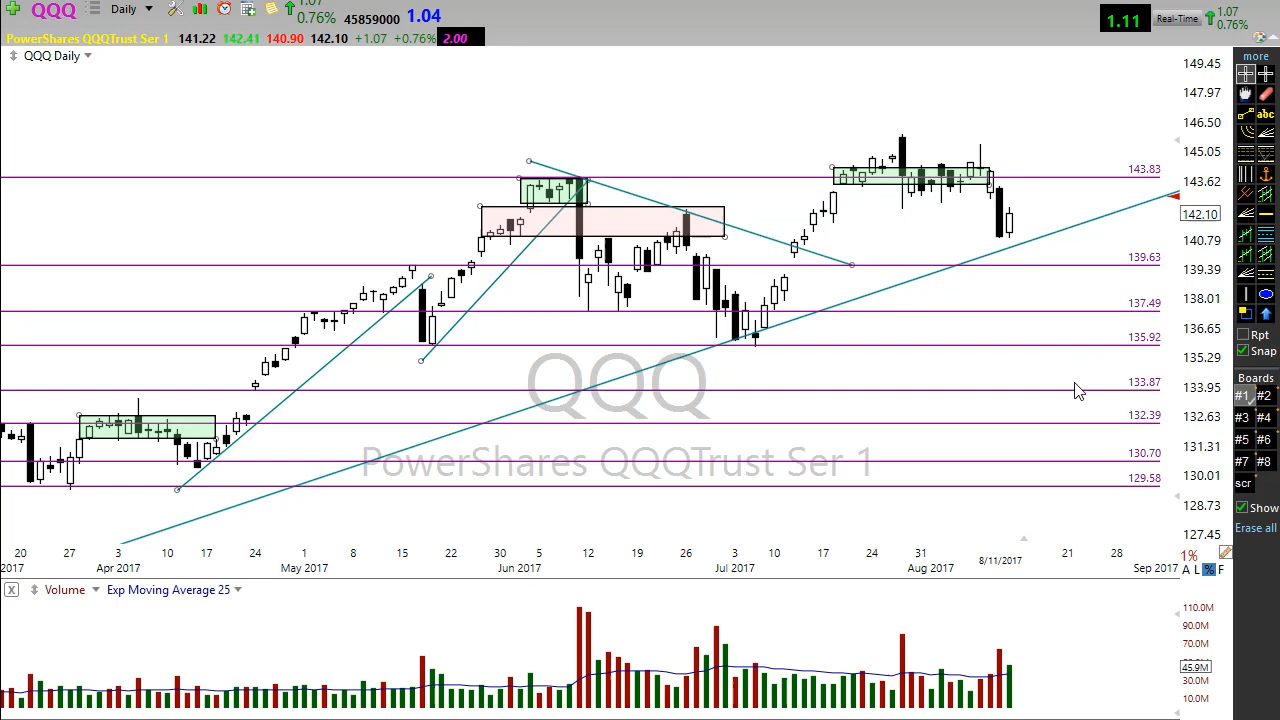 QQQ Daily 1.07 0.76% 45859000 1.04 1.11 Real-Time 1.07 0.76%
PowerShares QQQTrust Ser 1 141.22 142.41 140.90 142.10 +1.07 +0.76% 2.00
QQQ Daily
more
149.45
147.97
146.50
145.05
143.83
143.62
142.10
140.79
139.63
139.39
138.01
137.49
136.65
135.92
135.29
133.87
133.95
132.39
132.63
131.31
130.70
130.01
129.58
128.73
127.45
QQQ
PowerShares QQQTrust Ser 1
abc
Rpt
Snap
Boards
#1 #2
#3 #4
#5 #6
#7 #8
scr
Show
Erase all
20 27 3 10 17 24 1 8 15 22 30 5 12 19 26 3 10 17 24 31 8/11/2017 21 28 1%
2017 Apr 2017 May 2017 Jun 2017 Jul 2017 Aug 2017 Sep 2017 A L % F
X Volume Exp Moving Average 25
110.0M
90.0M
70.0M
45.9M
30.0M
10.0M